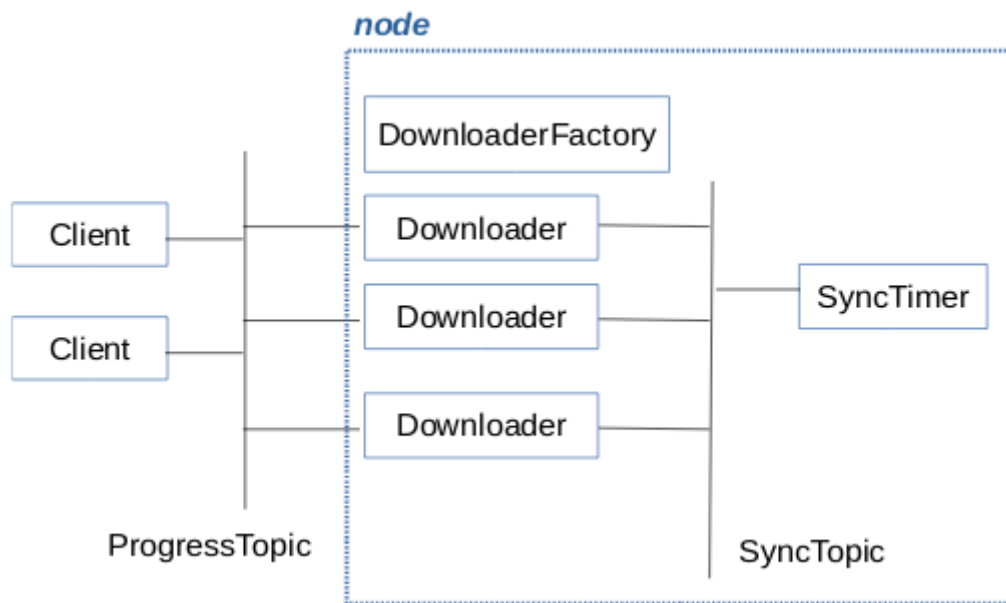 node
DownloaderFactory
Client
Downloader
Downloader
SyncTimer
Client
Downloader
ProgressTopic
SyncTopic